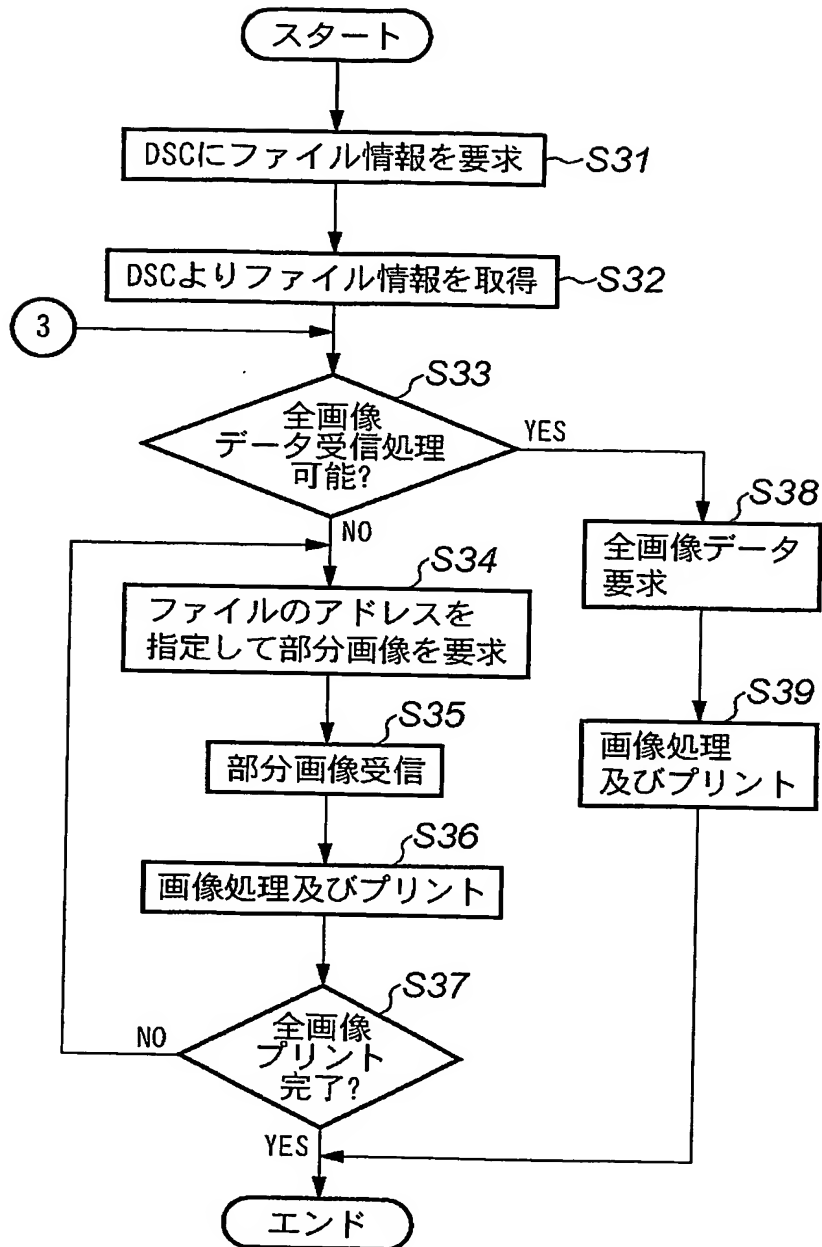 スタート
DSCにファイル情報を要求
S31
DSCよりファイル情報を取得
S32
3
S33
全画像
データ受信処理
可能?
YES
NO
S38
全画像データ
要求
S34
ファイルのアドレスを
指定して部分画像を要求
S39
画像処理
及びプリント
S35
部分画像受信
S36
画像処理及びプリント
S37
全画像
プリント
完了?
NO
YES
エンド